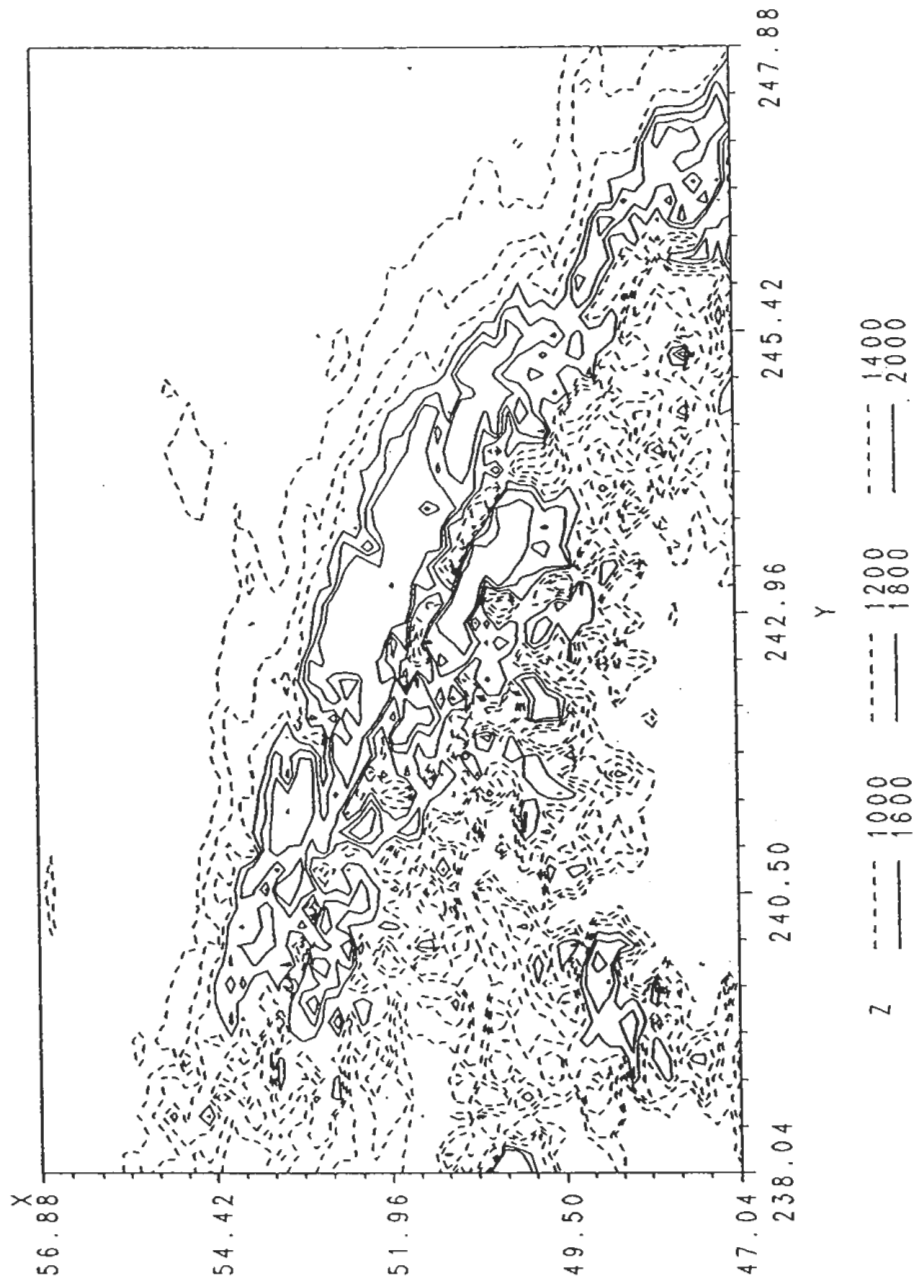 X
56.88
54.42
51.96
49.50
47.04
238.04 240.50 242.96 245.42 247.88
Y
Z ---- 1000 ---- 1200 ---- 1400
—— 1600 —— 1800 —— 2000